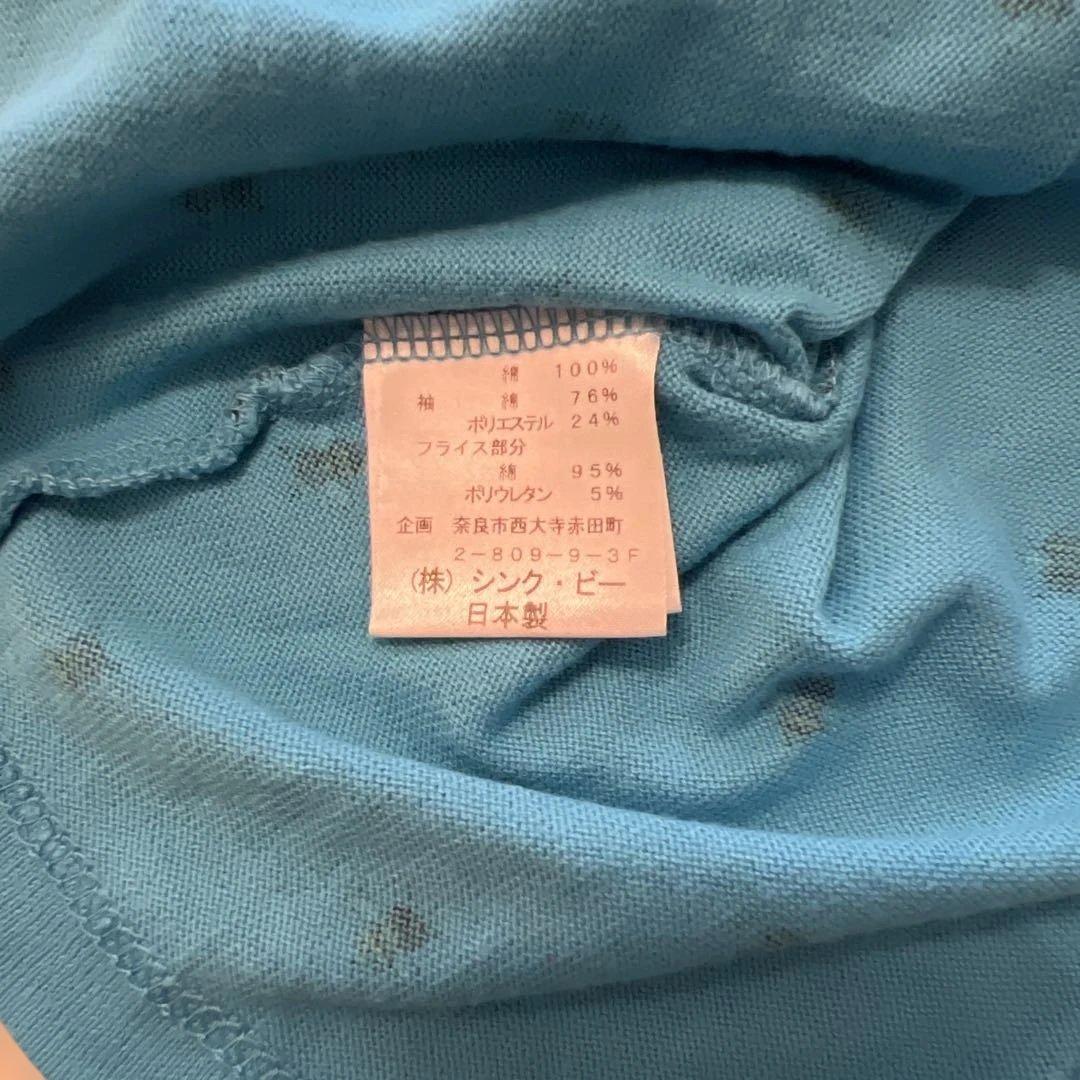 綿 100%
袖 綿 76%
ポリエステル 24%
フライス部分
綿 95%
ポリウレタン 5%
企画 奈良市西大寺赤田町
2-809-9-3F
(株) シンク・ビー
日本製